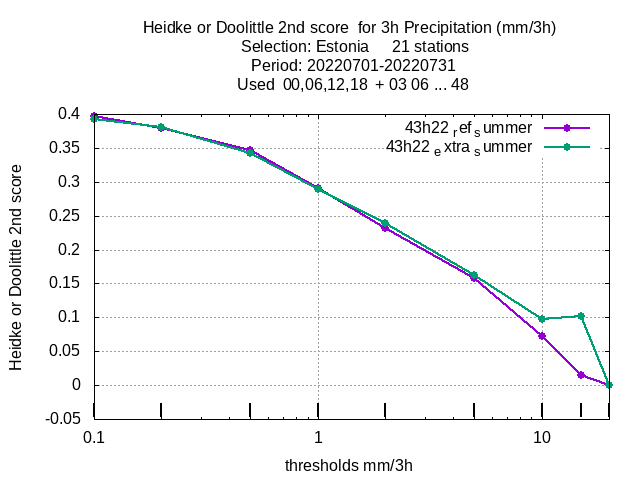 Heidke or Doolittle 2nd score  for 3h Precipitation (mm/3h)
Selection: Estonia     21 stations
Period: 20220701-20220731
Used  00,06,12,18  + 03 06 ... 48
43h22 ref summer
43h22 extra summer
Heidke or Doolittle 2nd score
0.4
0.35
0.3
0.25
0.2
0.15
0.1
0.05
0
-0.05
0.1 1 10
thresholds mm/3h